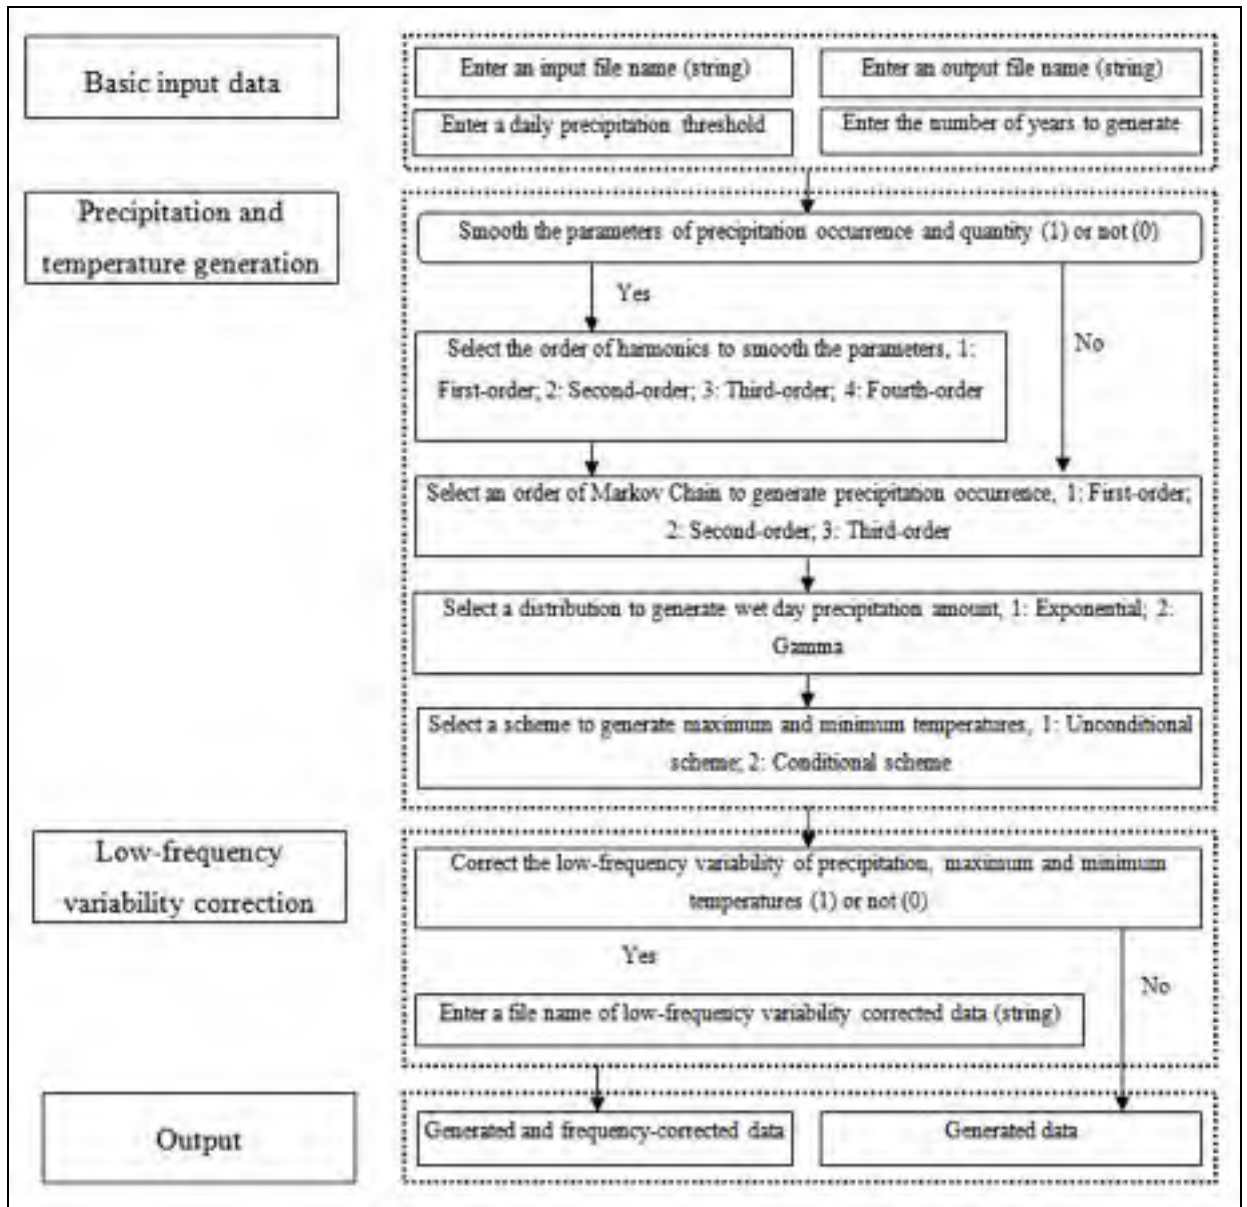 Basic input data
Enter an input file name (string)
Enter an output file name (string)
Enter a daily precipitation threshold
Enter the number of years to generate
Precipitation and
temperature generation
Smooth the parameters of precipitation occurrence and quantity (1) or not (0)
Yes
No
Select the order of harmonics to smooth the parameters, 1:
First-order; 2: Second-order; 3: Third-order; 4: Fourth-order
Select an order of Markov Chain to generate precipitation occurrence, 1: First-order;
2: Second-order; 3: Third-order
Select a distribution to generate wet day precipitation amount, 1: Exponential; 2:
Gamma
Select a scheme to generate maximum and minimum temperatures, 1: Unconditional
scheme; 2: Conditional scheme
Low-frequency
variability correction
Correct the low-frequency variability of precipitation, maximum and minimum
temperatures (1) or not (0)
Yes
No
Enter a file name of low-frequency variability corrected data (string)
Output
Generated and frequency-corrected data
Generated data